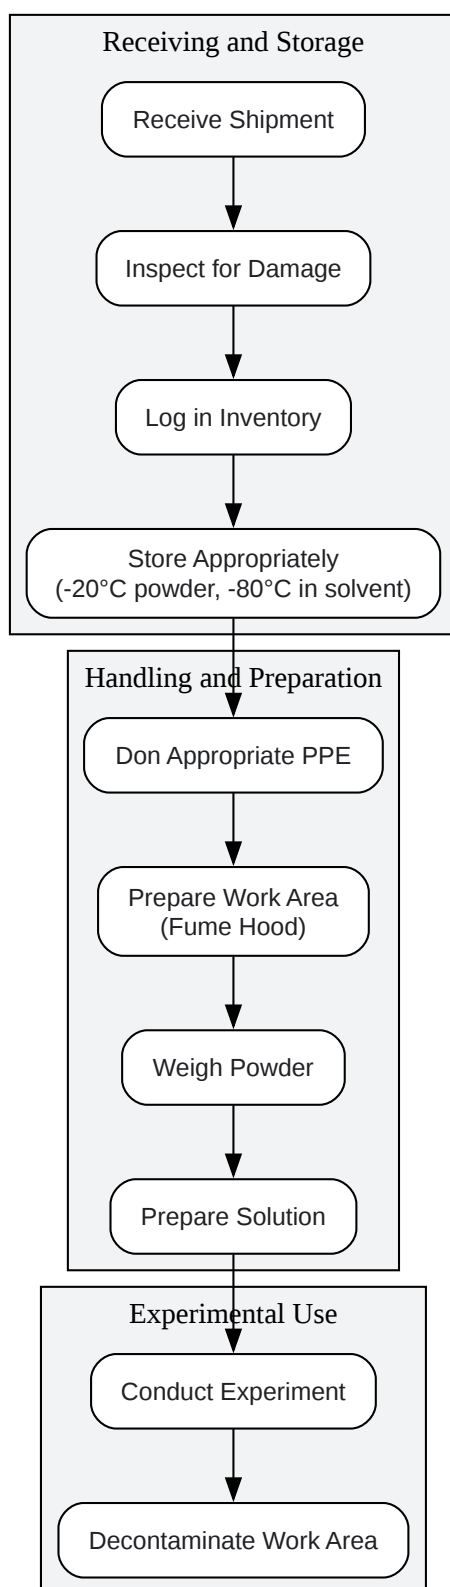 Receiving and Storage
Receive Shipment
Inspect for Damage
Log in Inventory
Store Appropriately
(-20°C powder, -80°C in solvent)
Handling and Preparation
Don Appropriate PPE
Prepare Work Area
(Fume Hood)
Weigh Powder
Prepare Solution
Experimental Use
Conduct Experiment
Decontaminate Work Area